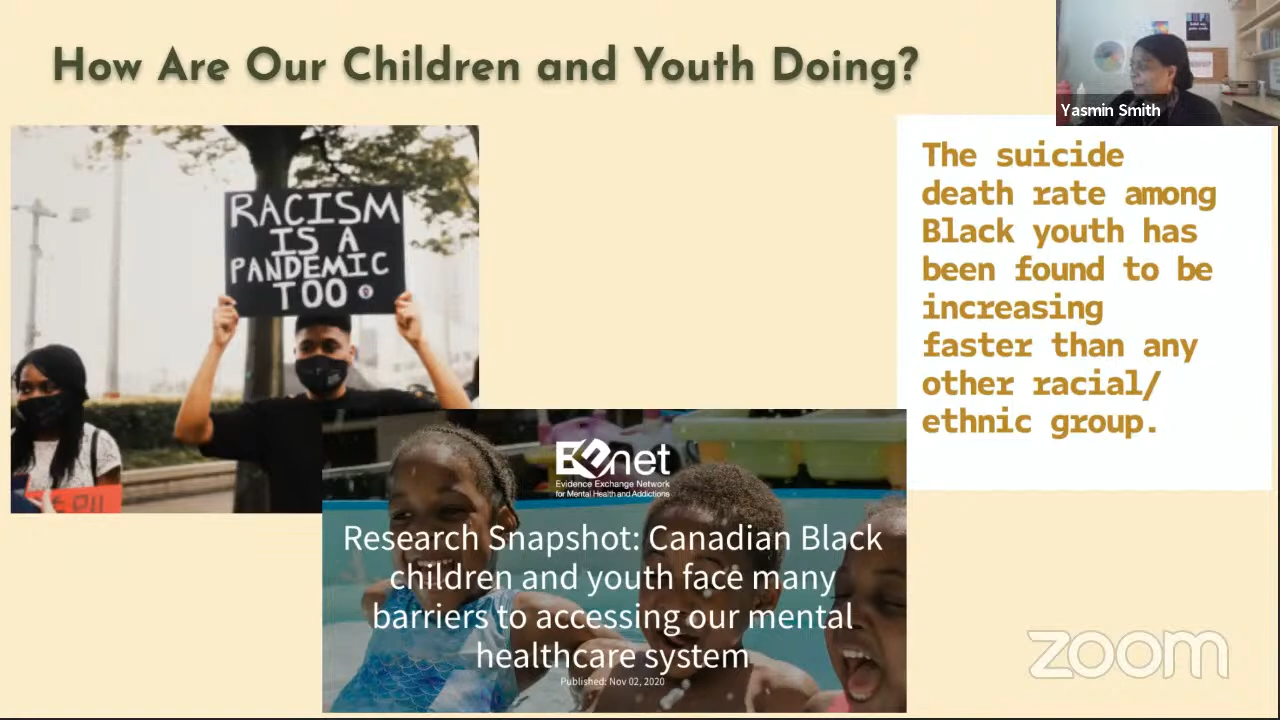 How Are Our Children and Youth Doing?
Yasmin Smith
RACISM
IS A
PANDEMIC
TOO
The suicide
death rate among
Black youth has
been found to be
increasing
faster than any
other racial/
ethnic group.
EEnet
Evidence Exchange Network
for Mental Health and Addictions
Research Snapshot: Canadian Black
children and youth face many
barriers to accessing our mental
healthcare system
Published: Nov 02, 2020
zoom